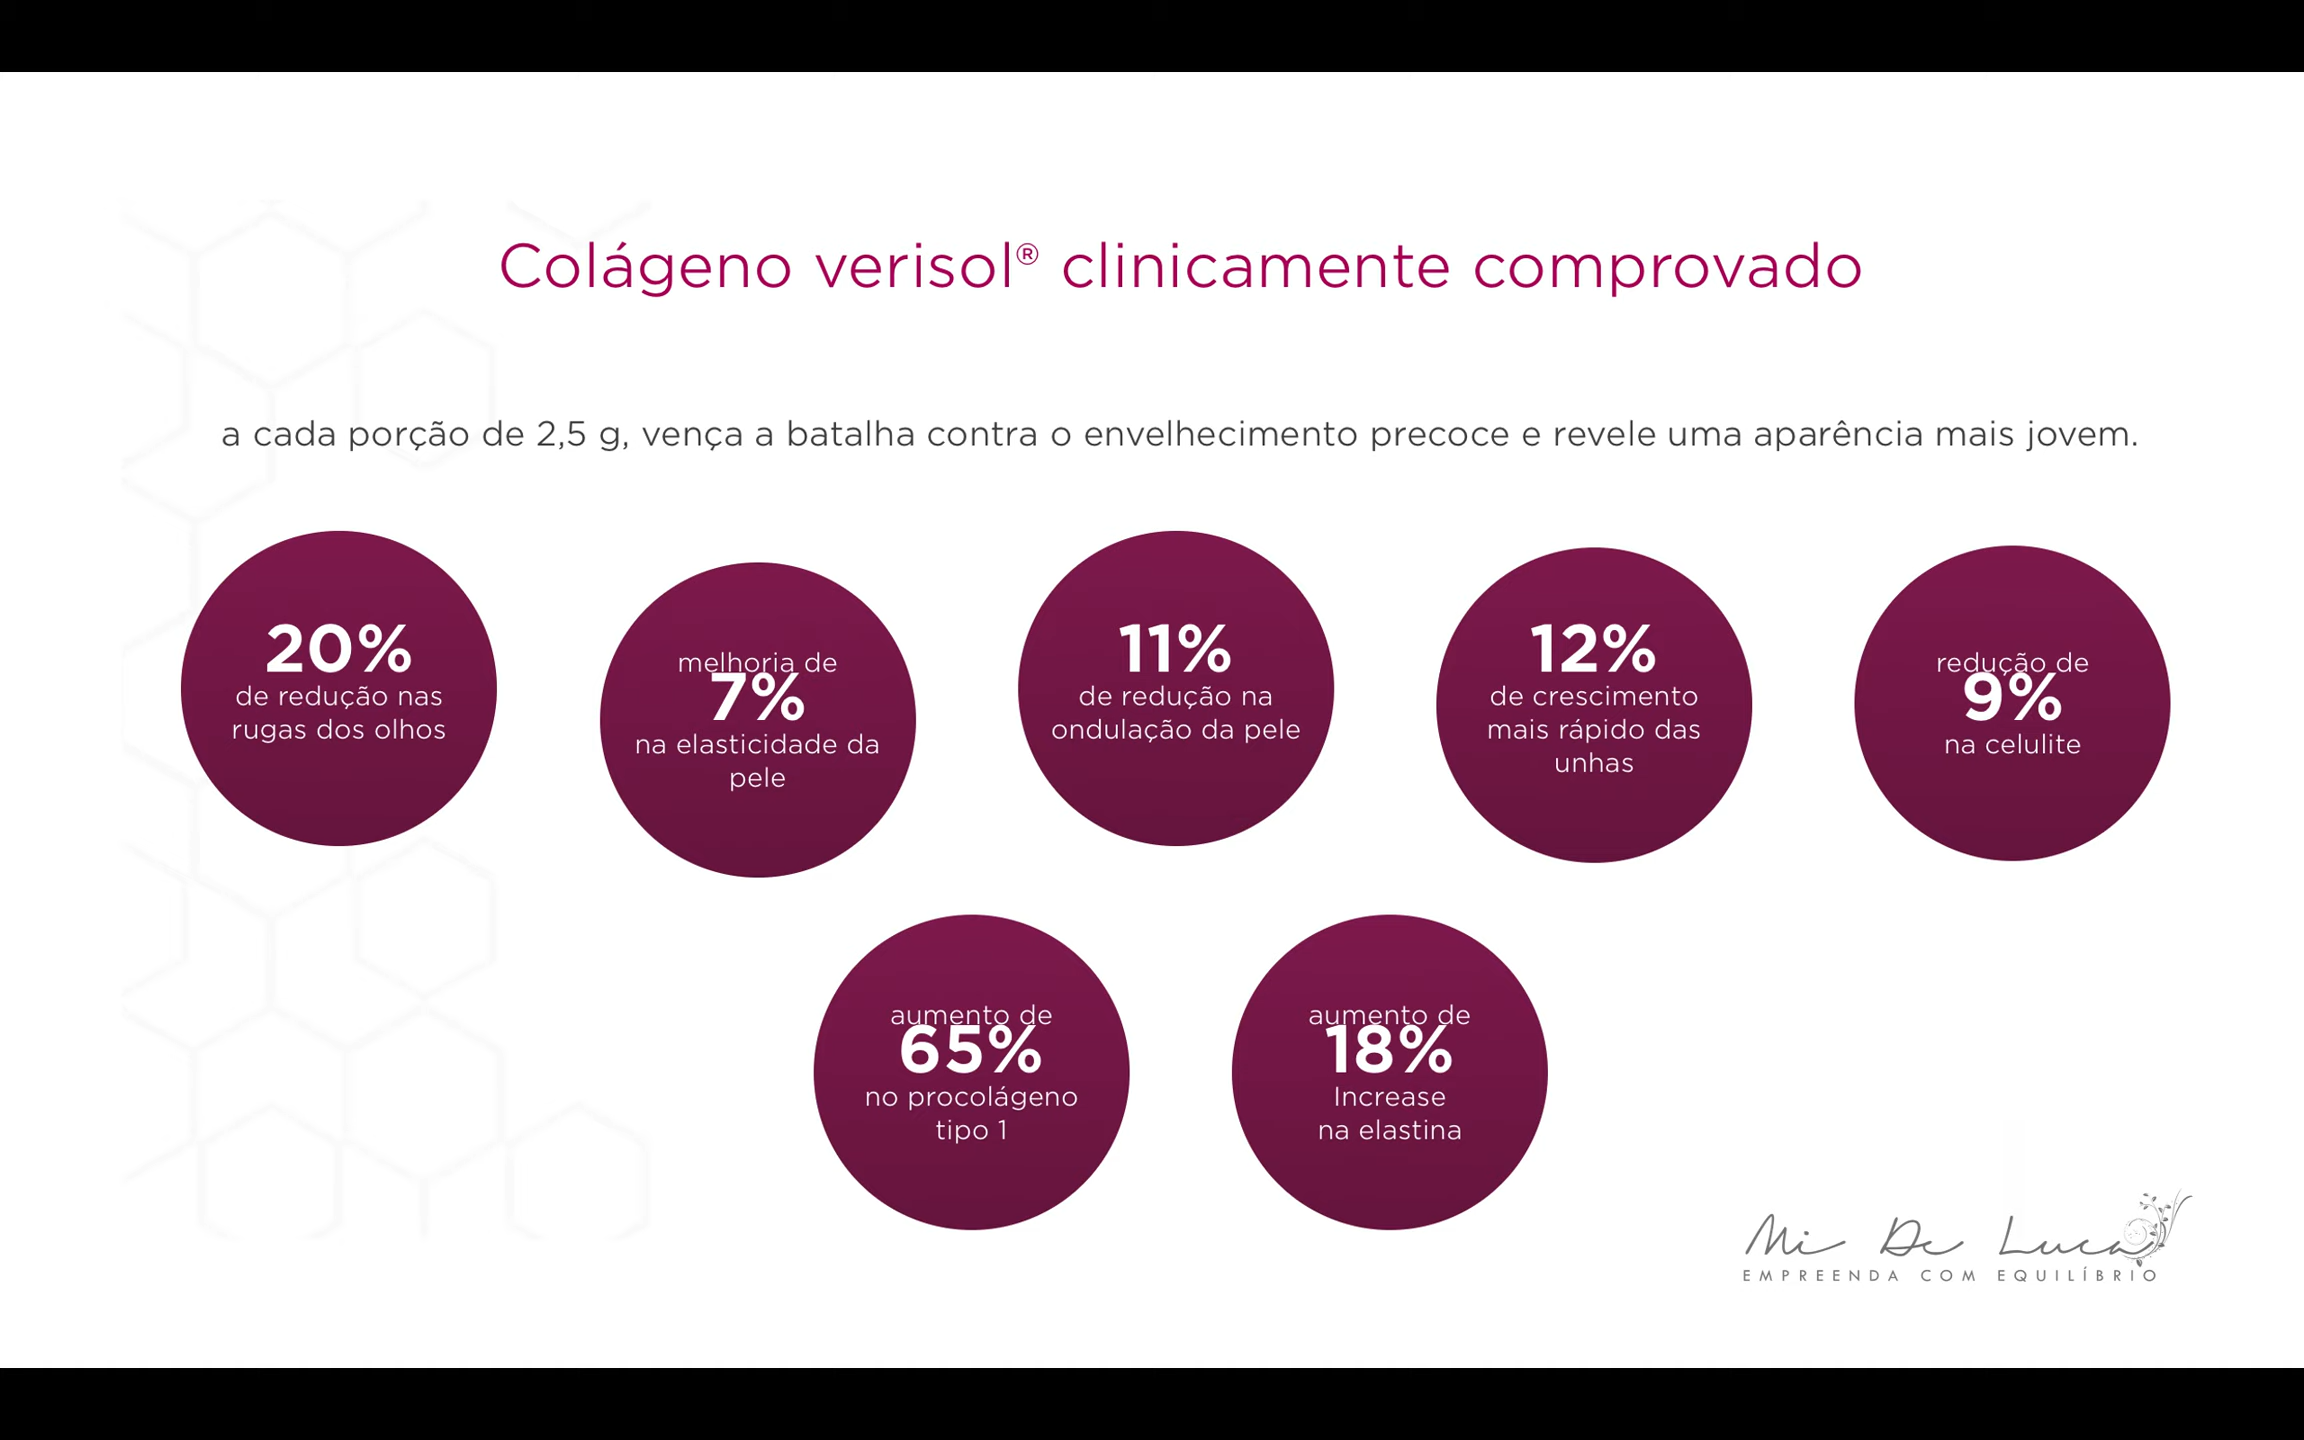 Colágeno verisol® clinicamente comprovado
a cada porção de 2,5 g, vença a batalha contra o envelhecimento precoce e revele uma aparência mais jovem.
20%
de redução nas
rugas dos olhos
melhoria de
7%
na elasticidade da
pele
11%
de redução na
ondulação da pele
12%
de crescimento
mais rápido das
unhas
redução de
9%
na celulite
aumento de
65%
no procolágeno
tipo 1
aumento de
18%
Increase
na elastina
Mi De Luca
EMPREENDA COM EQUILÍBRIO